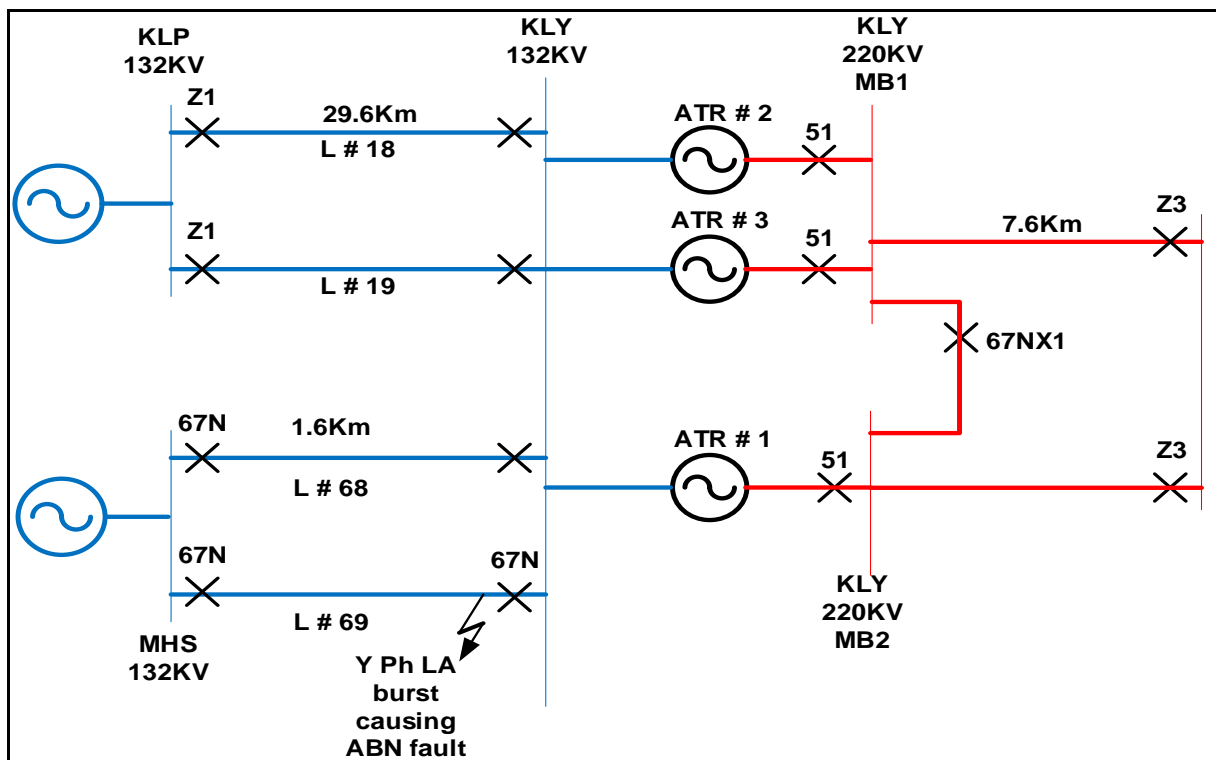 KLP
132KV
KLY
132KV
KLY
220KV
MB1
Z1
29.6Km
L # 18
ATR # 2
51
Z1
L # 19
ATR # 3
51
7.6Km
Z3
67NX1
67N
1.6Km
L # 68
ATR # 1
51
Z3
67N
L # 69
67N
MHS
132KV
Y Ph LA
burst
causing
ABN fault
KLY
220KV
MB2